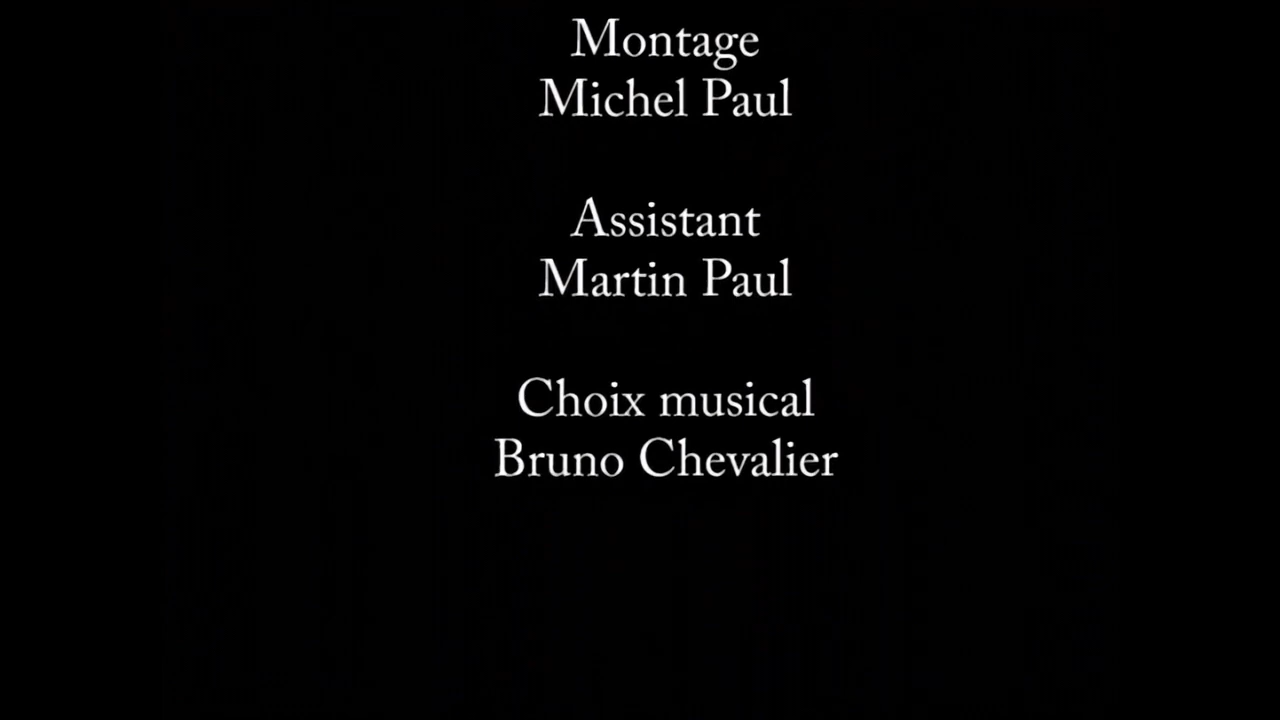 Montage
Michel Paul
Assistant
Martin Paul
Choix musical
Bruno Chevalier